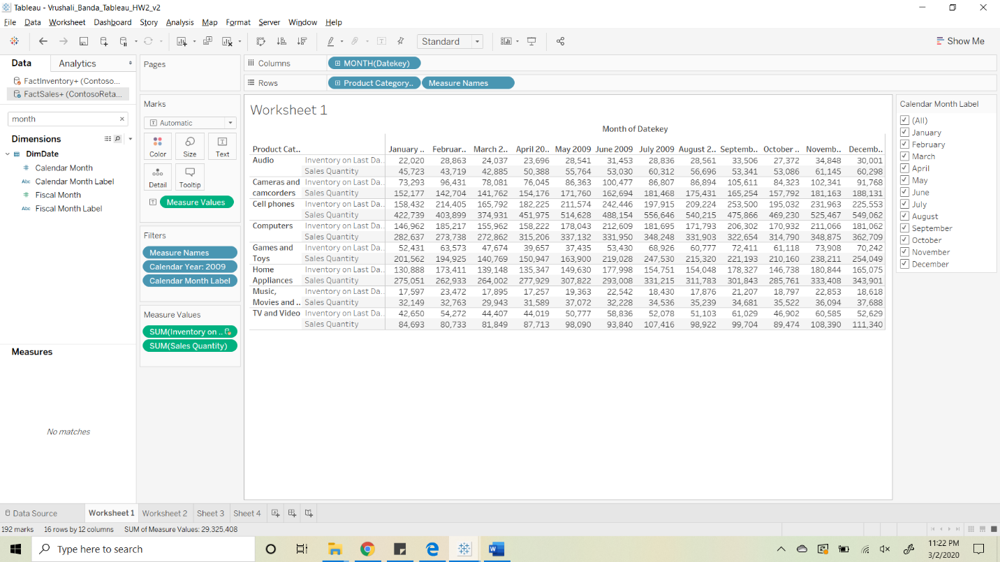 Tableau - Vrushali_Banda_Tableau_HW2_v2
File Data Worksheet Dashboard Story Analysis Map Format Server Window Help
Standard
Show Me
Data
Analytics
FactInventory+ (Contoso...
FactSales+ (ContosoReta...
month
Dimensions
DimDate
# Calendar Month
Abc Calendar Month Label
# Fiscal Month
Abc Fiscal Month Label
Measures
No matches
Pages
Marks
Automatic
Color Size Text
Detail Tooltip
Measure Values
Filters
Measure Names
Calendar Year: 2009
Calendar Month Label
Measure Values
SUM(Inventory on ..
SUM(Sales Quantity)
Columns MONTH(Datekey)
Rows Product Category.. Measure Names
Worksheet 1
Month of Datekey
Product Cat.. January .. Februar.. March 2.. April 20.. May 2009 June 2009 July 2009 August 2.. Septemb.. October .. Novemb.. Decemb..
Audio Inventory on Last Da.. 22,020 28,863 24,037 23,696 28,541 31,453 28,836 28,561 33,506 27,372 34,848 30,001
Sales Quantity 45,723 43,719 42,885 50,388 55,764 53,030 60,312 56,696 53,341 53,086 61,145 60,298
Cameras and Inventory on Last Da.. 73,293 96,431 78,081 76,045 86,363 100,477 86,807 86,894 105,611 84,323 102,341 91,768
camcorders Sales Quantity 152,177 142,704 141,762 154,176 171,760 162,694 181,468 175,431 165,254 157,792 181,163 188,131
Cell phones Inventory on Last Da.. 158,432 214,405 165,792 182,225 211,574 242,446 197,915 209,224 253,500 195,032 231,963 225,553
Sales Quantity 422,739 403,899 374,931 451,975 514,628 488,154 556,646 540,215 475,866 469,230 525,467 549,062
Computers Inventory on Last Da.. 146,962 185,217 155,962 158,222 178,043 212,609 181,695 171,793 206,302 170,932 211,066 181,062
Sales Quantity 282,637 273,738 272,862 315,206 337,132 331,950 348,248 331,903 322,654 314,790 348,875 362,709
Games and Inventory on Last Da.. 52,431 63,573 47,674 39,657 37,435 53,430 68,926 60,777 72,411 61,118 73,908 70,242
Toys Sales Quantity 201,562 194,925 140,769 150,947 163,900 219,028 247,530 215,320 221,193 210,160 238,211 254,049
Home Inventory on Last Da.. 130,888 173,411 139,148 135,347 149,630 177,998 154,751 154,048 178,327 146,738 180,844 165,075
Appliances Sales Quantity 275,051 262,933 264,002 277,929 307,822 293,008 331,215 311,783 301,843 285,761 333,408 343,901
Music, Inventory on Last Da.. 17,597 23,472 17,895 17,257 19,363 22,542 18,430 17,876 21,207 18,797 22,853 18,618
Movies and .. Sales Quantity 32,149 32,763 29,943 31,589 37,072 32,228 34,536 35,239 34,681 35,522 36,094 37,688
TV and Video Inventory on Last Da.. 42,650 54,272 44,407 44,019 50,777 58,836 52,078 51,103 61,029 46,902 60,585 52,629
Sales Quantity 84,693 80,733 81,849 87,713 98,090 93,840 107,416 98,922 99,704 89,474 108,390 111,340
Calendar Month Label
(All)
January
February
March
April
May
June
July
August
September
October
November
December
Data Source Worksheet 1 Worksheet 2 Sheet 3 Sheet 4
192 marks 16 rows by 12 columns SUM of Measure Values: 29,325,408
Type here to search
11:22 PM
3/2/2020